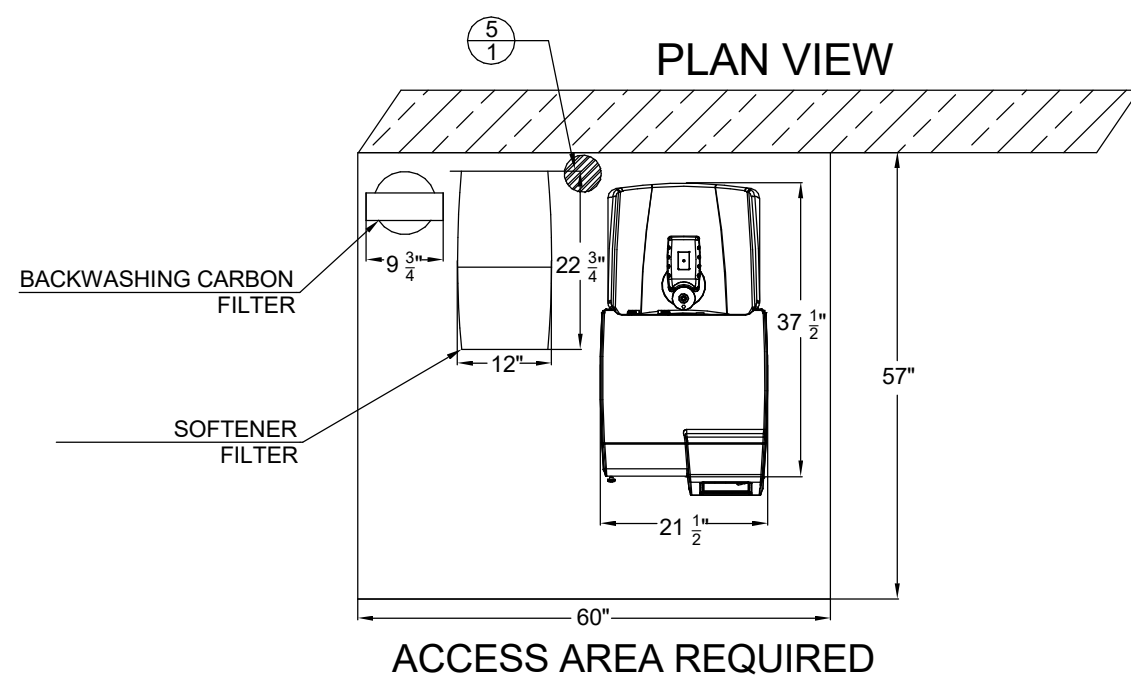 5
1
PLAN VIEW
BACKWASHING CARBON
FILTER
9 3/4"
22 3/4"
37 1/2"
57"
12"
SOFTENER
FILTER
21 1/2"
60"
ACCESS AREA REQUIRED